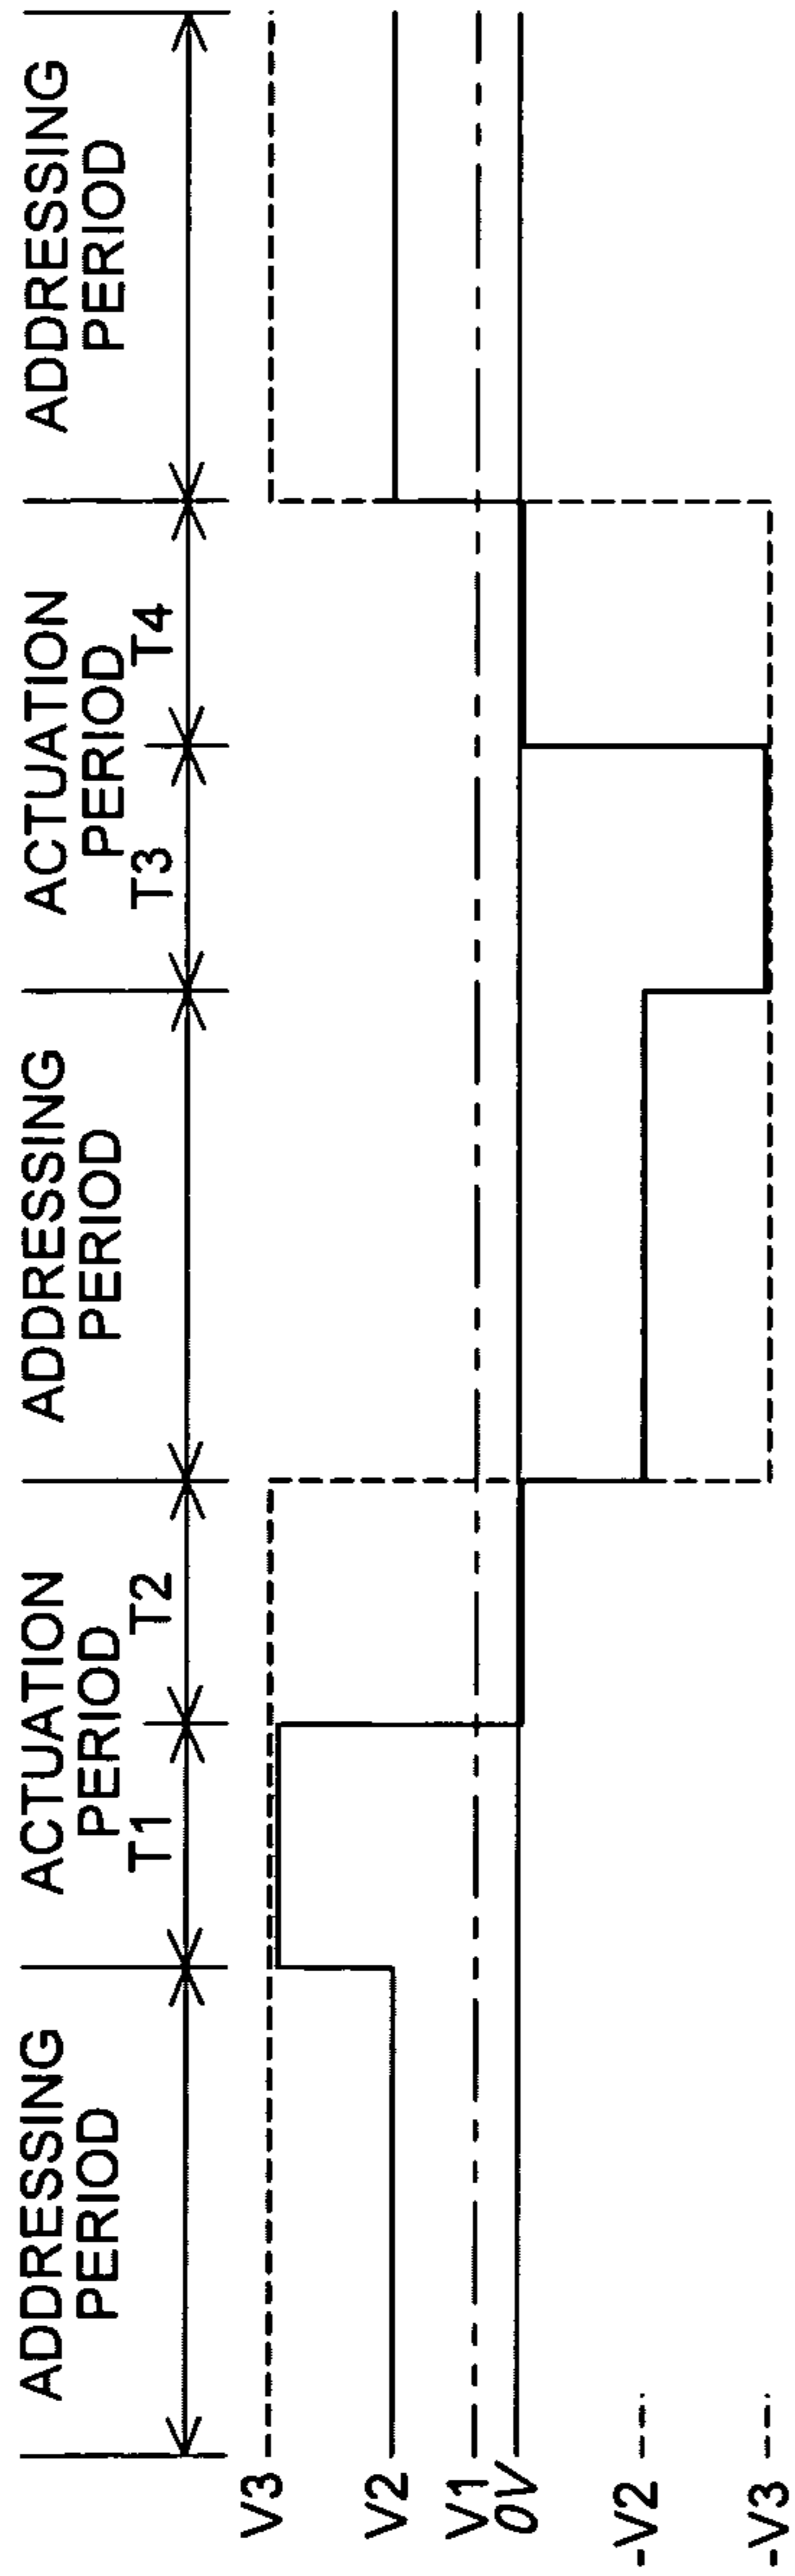 ADDRESSING
PERIOD
ACTUATION
PERIOD
T1
T2
ADDRESSING
PERIOD
ACTUATION
PERIOD
T3
T4
ADDRESSING
PERIOD
V3
V2
V1
0V
-V2
-V3